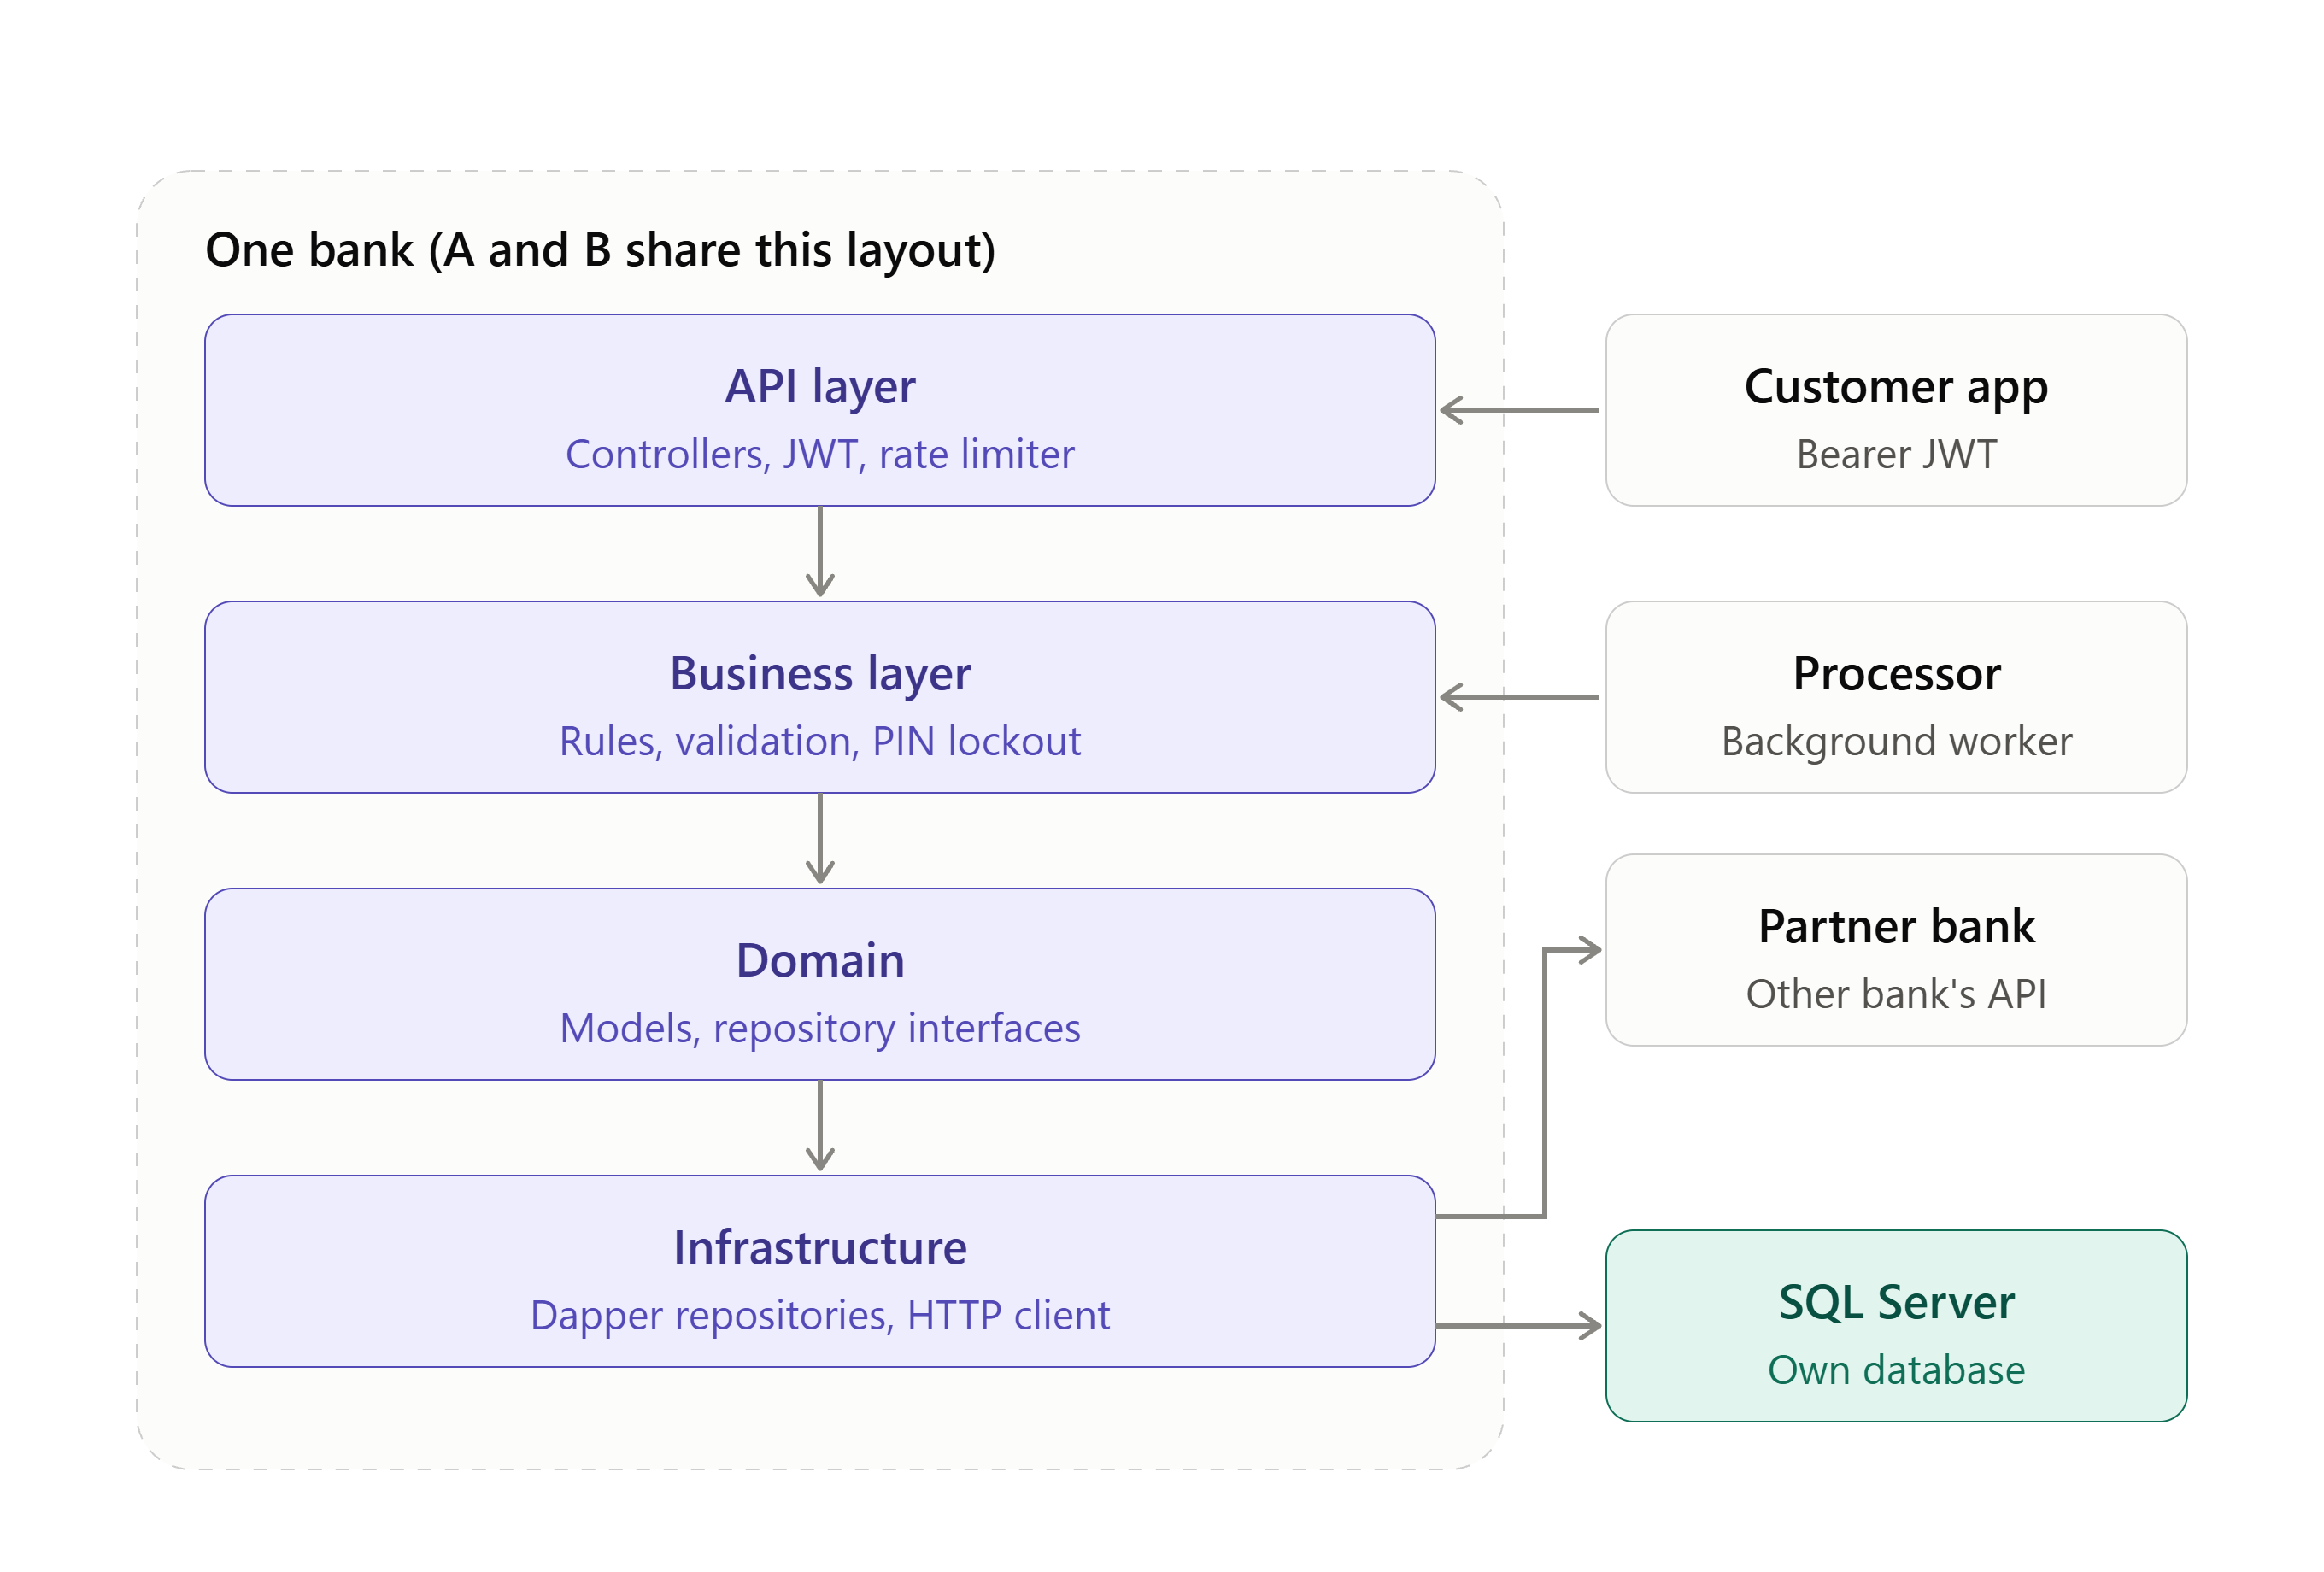 One bank (A and B share this layout)
API layer
Controllers, JWT, rate limiter
Customer app
Bearer JWT
Business layer
Rules, validation, PIN lockout
Processor
Background worker
Domain
Models, repository interfaces
Partner bank
Other bank's API
Infrastructure
Dapper repositories, HTTP client
SQL Server
Own database